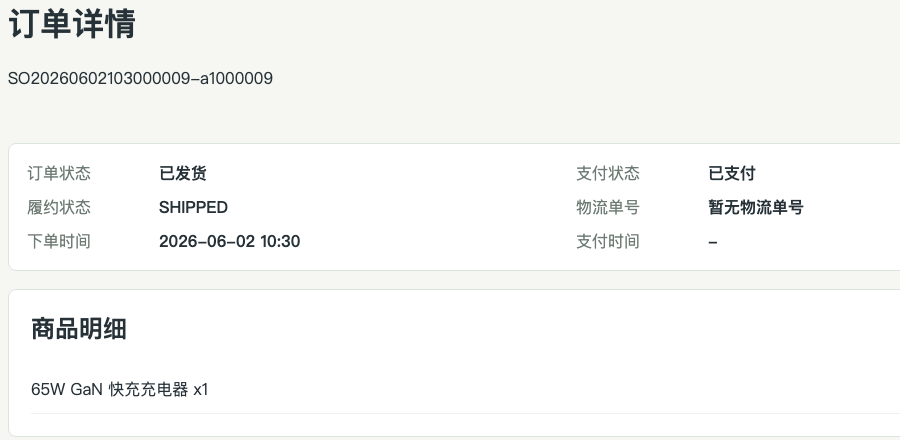 订单详情
SO20260602103000009-a1000009
订单状态 已发货 支付状态 已支付
履约状态 SHIPPED 物流单号 暂无物流单号
下单时间 2026-06-02 10:30 支付时间 -
商品明细
65W GaN 快充充电器 x1